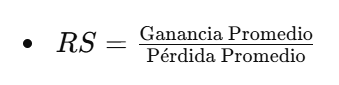 • RS = Ganancia Promedio / Pérdida Promedio